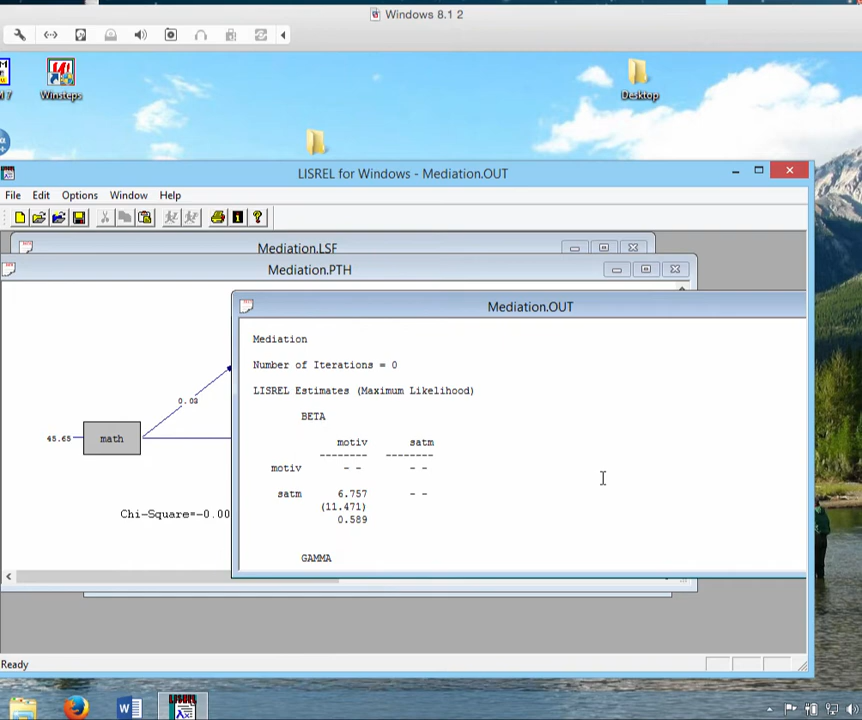 Windows 8.1 2
Winsteps
Desktop
LISREL for Windows - Mediation.OUT
File Edit Options Window Help
Mediation.LSF
Mediation.PTH
Mediation.OUT
Mediation
Number of Iterations = 0
LISREL Estimates (Maximum Likelihood)
BETA
motiv satm
-------- --------
motiv - - - -
satm 6.757 - -
(11.471)
0.589
GAMMA
0.03
45.65 math
Chi-Square=-0.00
Ready